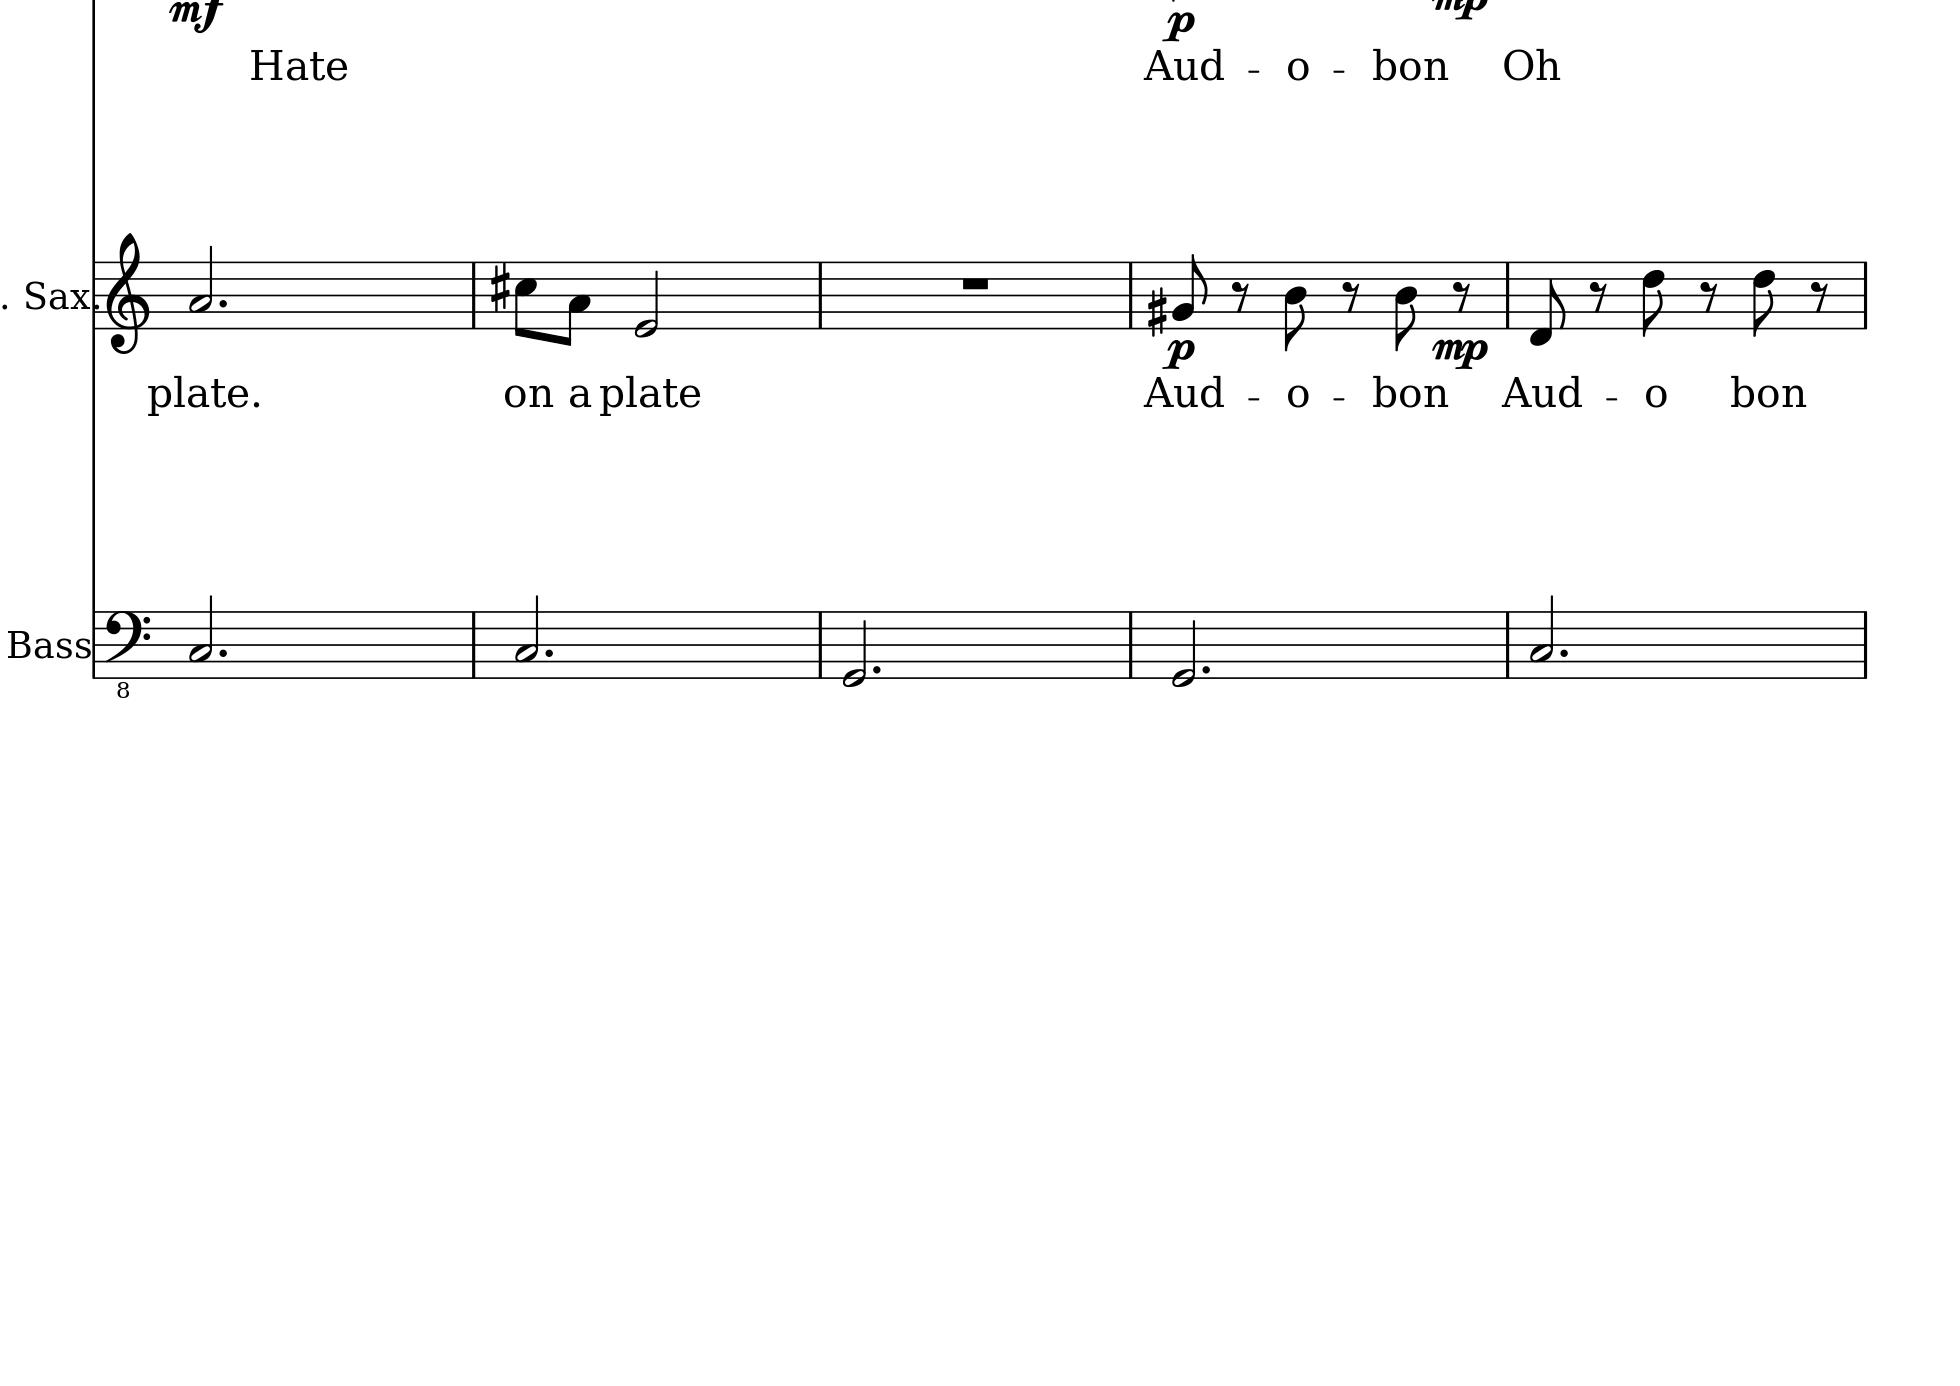 mf p mp
Hate Aud - o - bon Oh
. Sax.
p mp
plate. on a plate Aud - o - bon Aud - o bon
Bass
8